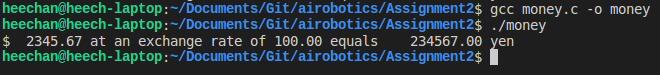 heechan@heech-laptop:~/Documents/Git/airobotics/Assignment2$ gcc money.c -o money
heechan@heech-laptop:~/Documents/Git/airobotics/Assignment2$ ./money
$  2345.67 at an exchange rate of 100.00 equals    234567.00 yen
heechan@heech-laptop:~/Documents/Git/airobotics/Assignment2$